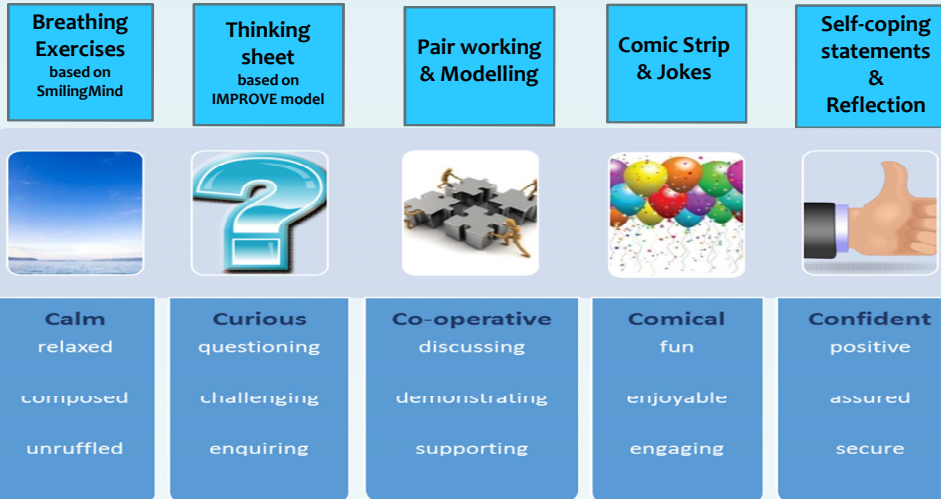 Breathing
Exercises
based on
SmilingMind
Thinking
sheet
based on
IMPROVE model
Pair working
& Modelling
Comic Strip
& Jokes
Self-coping
statements
&
Reflection
Calm
relaxed
composed
unruffled
Curious
questioning
challenging
enquiring
Co-operative
discussing
demonstrating
supporting
Comical
fun
enjoyable
engaging
Confident
positive
assured
secure